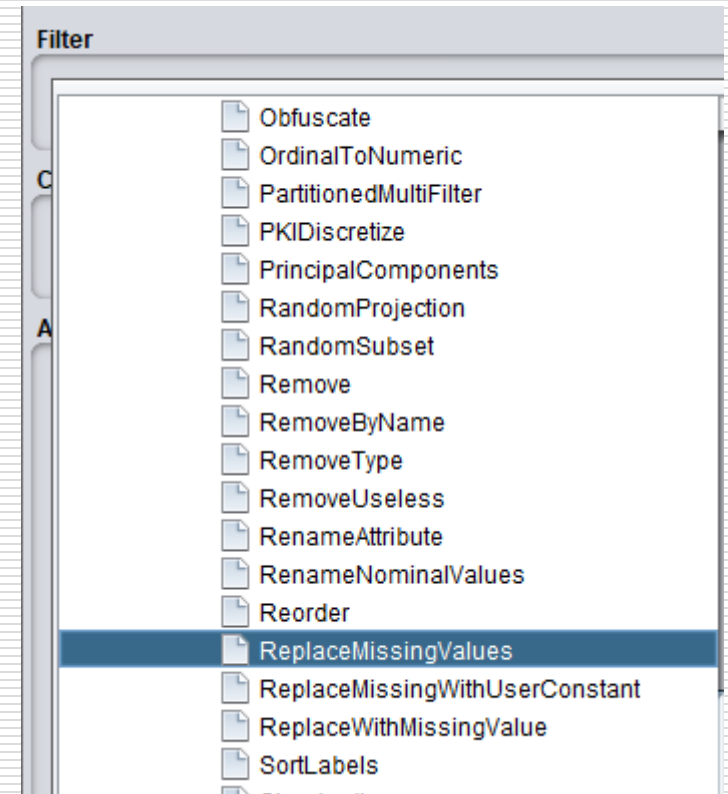 Filter
Obfuscate
OrdinalToNumeric
PartitionedMultiFilter
C
PKIDiscretize
PrincipalComponents
RandomProjection
A
RandomSubset
Remove
RemoveByName
RemoveType
RemoveUseless
RenameAttribute
RenameNominalValues
Reorder
ReplaceMissingValues
ReplaceMissingWithUserConstant
ReplaceWithMissingValue
SortLabels